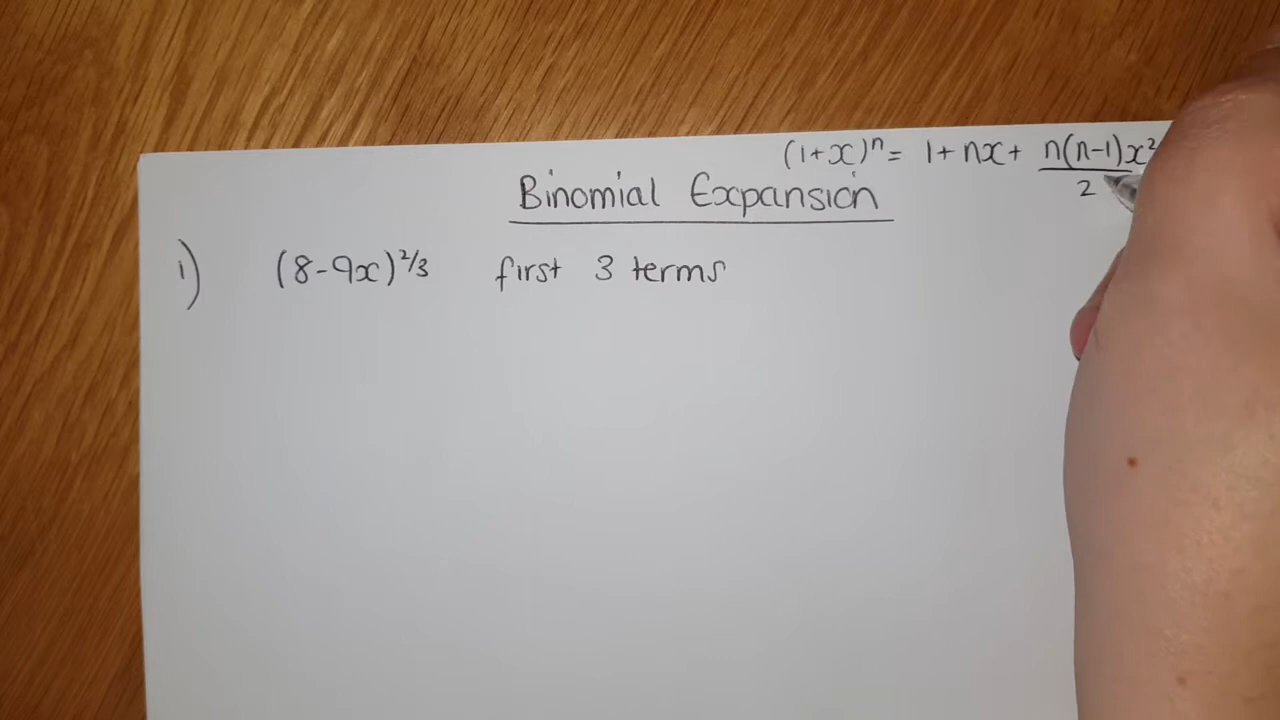 (1+x)ⁿ = 1 + nx + n(n-1)x²/2
Binomial Expansion
1) (8-9x)^2/3 first 3 terms